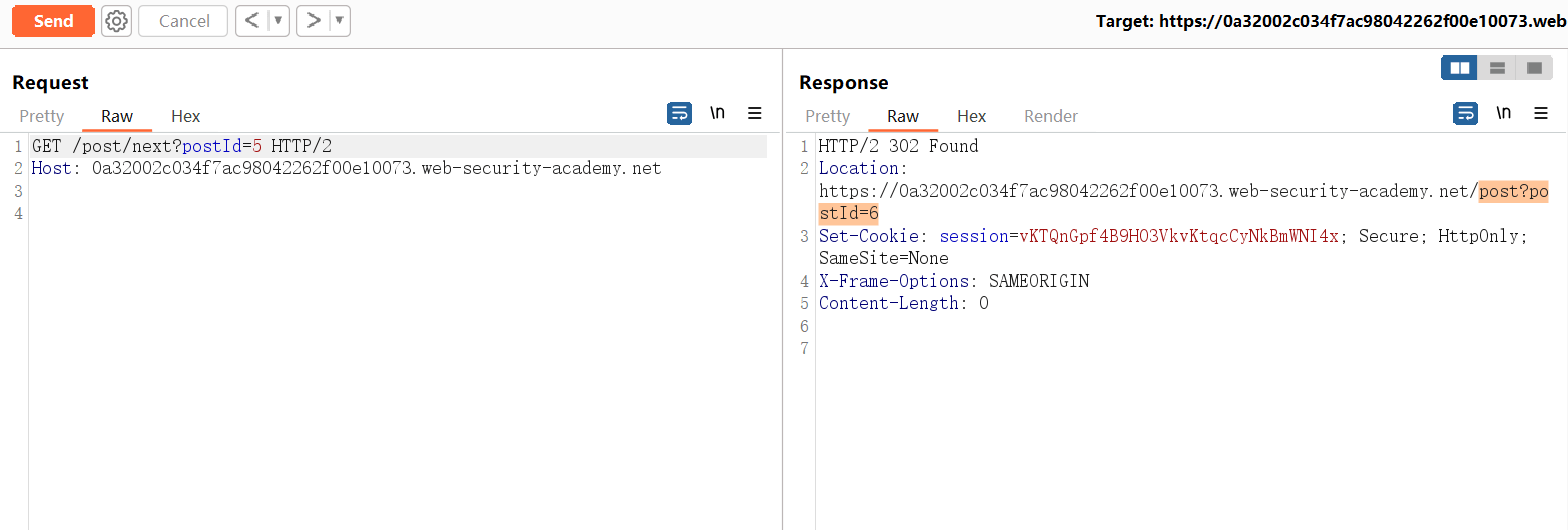 Send
Cancel
< ▼
> ▼
Target: https://0a32002c034f7ac98042262f00e10073.web
Request
Pretty Raw Hex
\n
1 GET /post/next?postId=5 HTTP/2
2 Host: 0a32002c034f7ac98042262f00e10073.web-security-academy.net
3
4
Response
Pretty Raw Hex Render
\n
1 HTTP/2 302 Found
2 Location:
https://0a32002c034f7ac98042262f00e10073.web-security-academy.net/post?po
stId=6
3 Set-Cookie: session=vKTQnGpf4B9HO3VkvKtqcCyNkBmWNI4x; Secure; HttpOnly;
SameSite=None
4 X-Frame-Options: SAMEORIGIN
5 Content-Length: 0
6
7